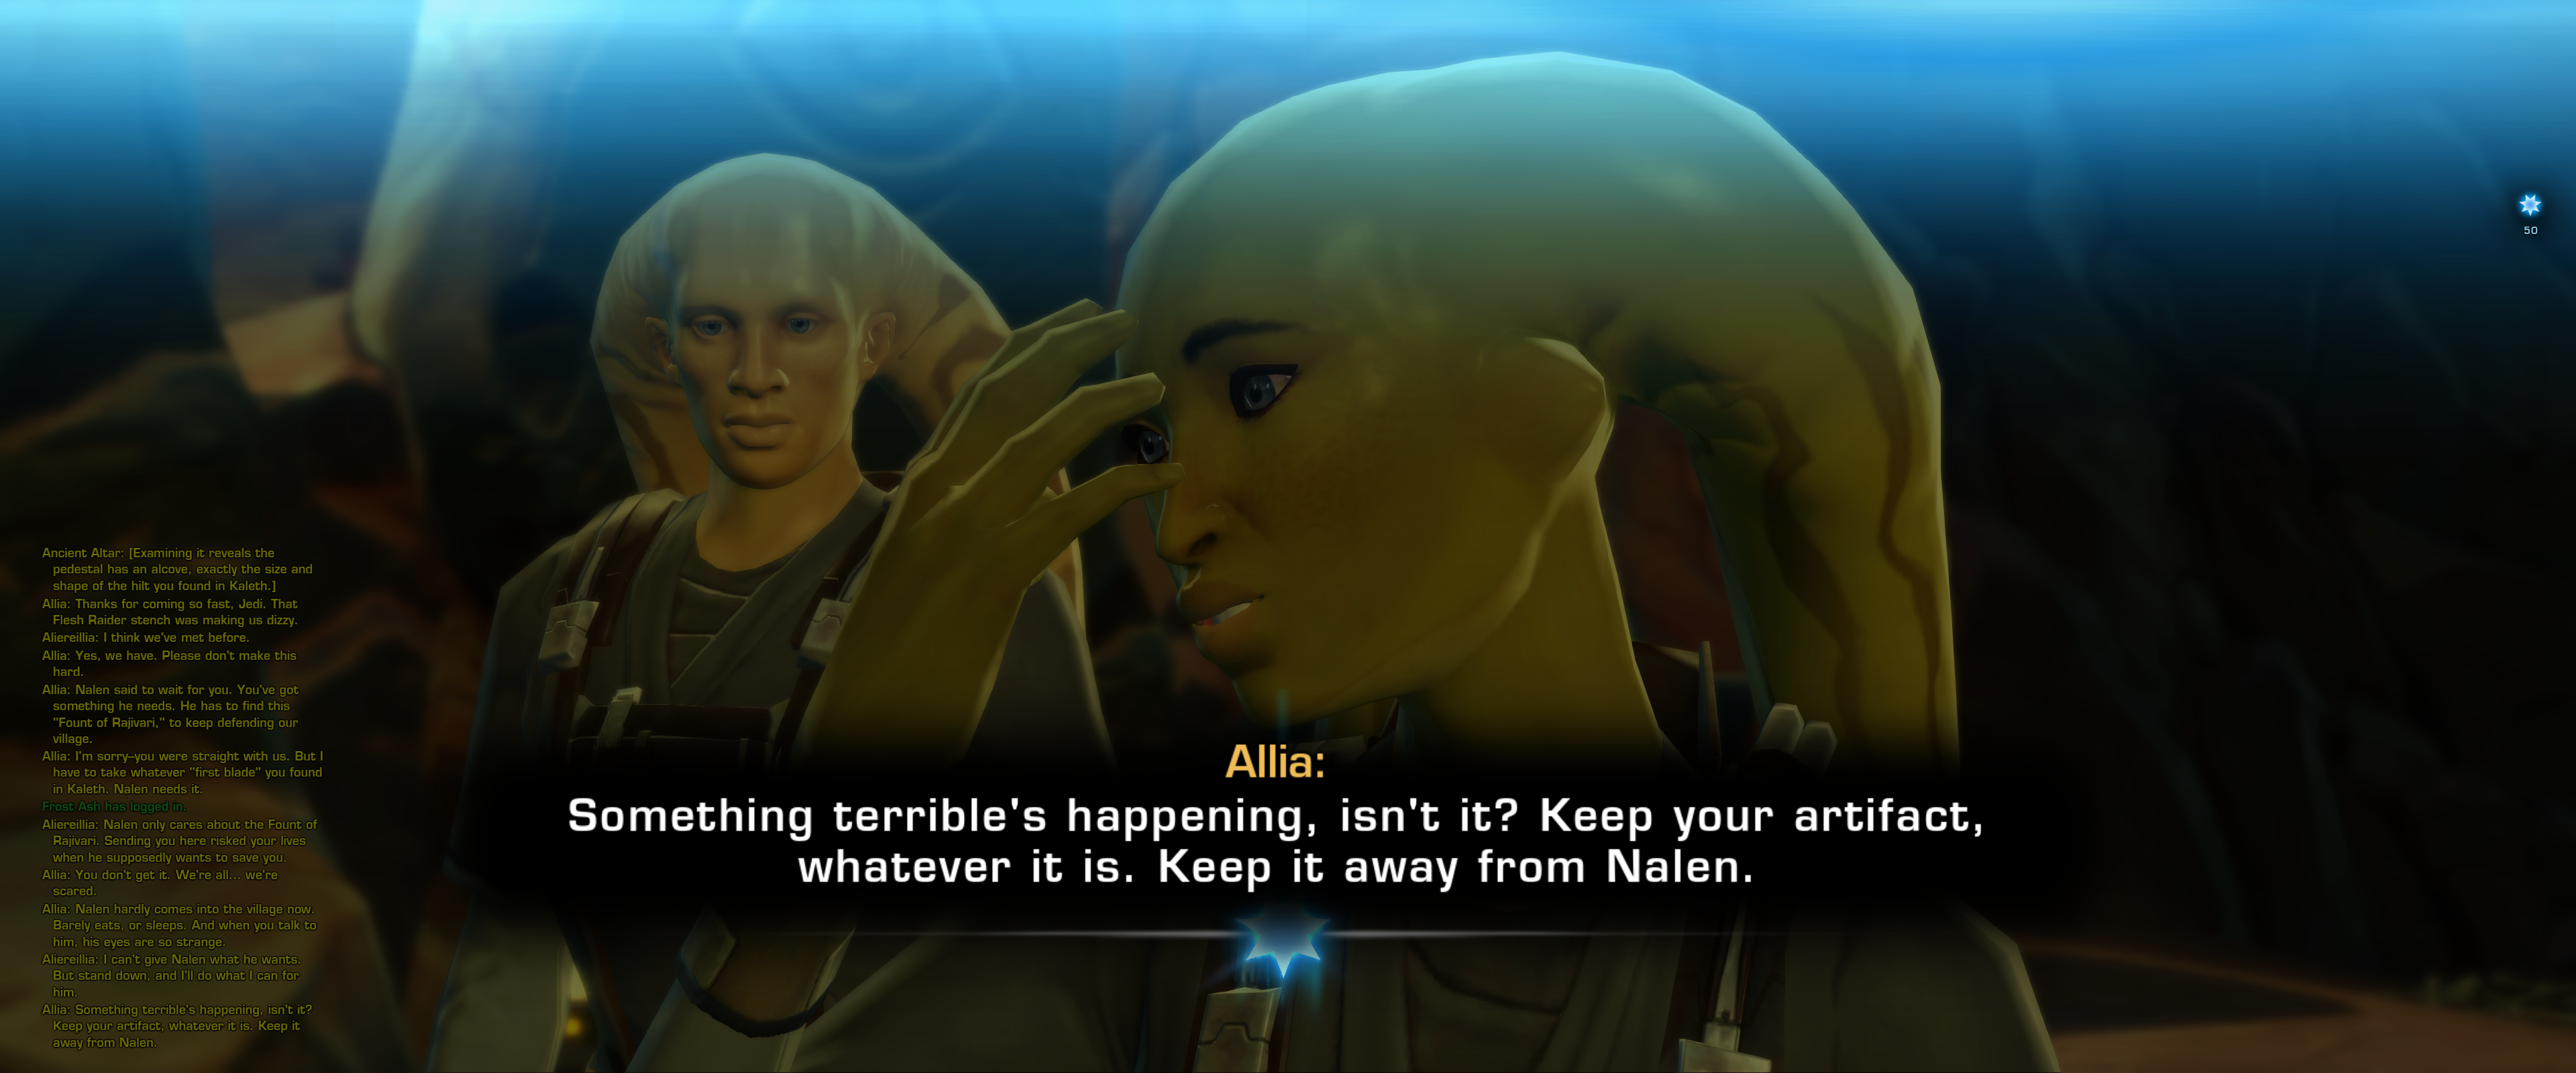 50
Ancient Altar: [Examining it reveals the
pedestal has an alcove, exactly the size and
shape of the hilt you found in Kaleth.]
Allia: Thanks for coming so fast, Jedi. That
Flesh Raider stench was making us dizzy.
Aliereillia: I think we've met before.
Allia: Yes, we have. Please don't make this
hard.
Allia: Nalen said to wait for you. You've got
something he needs. He has to find this
"Fount of Rajivari," to keep defending our
village.
Allia: I'm sorry–you were straight with us. But I
have to take whatever "first blade" you found
in Kaleth. Nalen needs it.
Frost Ash has logged in.
Aliereillia: Nalen only cares about the Fount of
Rajivari. Sending you here risked your lives
when he supposedly wants to save you.
Allia: You don't get it. We're all... we're
scared.
Allia: Nalen hardly comes into the village now.
Barely eats, or sleeps. And when you talk to
him, his eyes are so strange.
Aliereillia: I can't give Nalen what he wants.
But stand down, and I'll do what I can for
him.
Allia: Something terrible's happening, isn't it?
Keep your artifact, whatever it is. Keep it
away from Nalen.
Allia:
Something terrible's happening, isn't it? Keep your artifact,
whatever it is. Keep it away from Nalen.